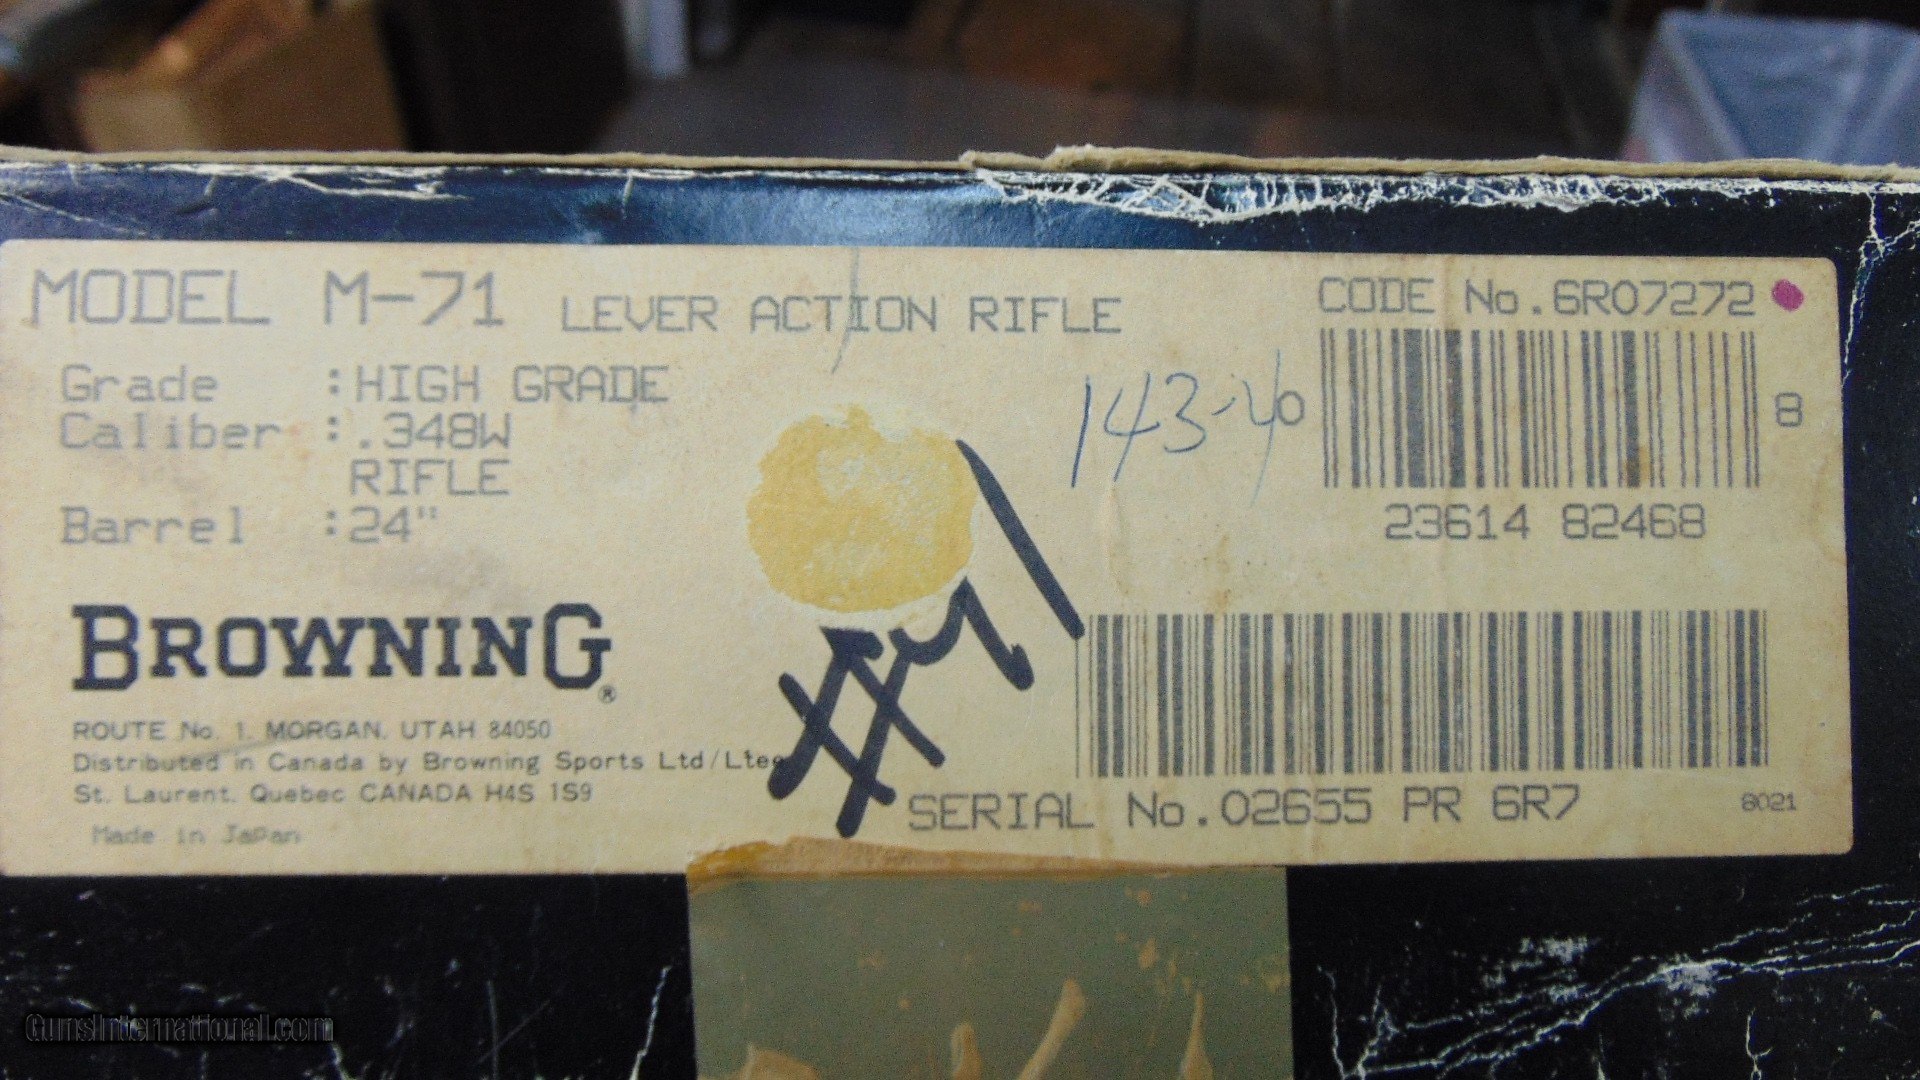 MODEL M-71 LEVER ACTION RIFLE
CODE No.6R07272
Grade :HIGH GRADE
Caliber :.348W
RIFLE
Barrel :24"
143-40
8
23614 82468
BROWNING®
ROUTE No. 1, MORGAN, UTAH 84050
Distributed in Canada by Browning Sports Ltd/Ltee
St. Laurent, Quebec CANADA H4S 1S9
Made in Japan
SERIAL No.02655 PR 6R7
8021
GunsInternational.com